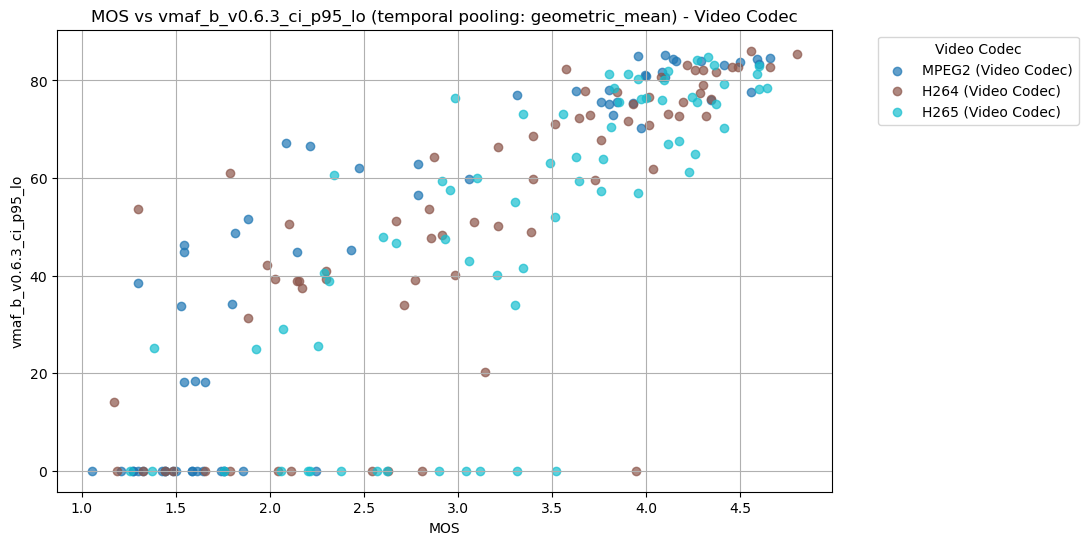 MOS vs vmaf_b_v0.6.3_ci_p95_lo (temporal pooling: geometric_mean) - Video Codec
vmaf_b_v0.6.3_ci_p95_lo
80
60
40
20
0
1.0 1.5 2.0 2.5 3.0 3.5 4.0 4.5
MOS
Video Codec
MPEG2 (Video Codec)
H264 (Video Codec)
H265 (Video Codec)